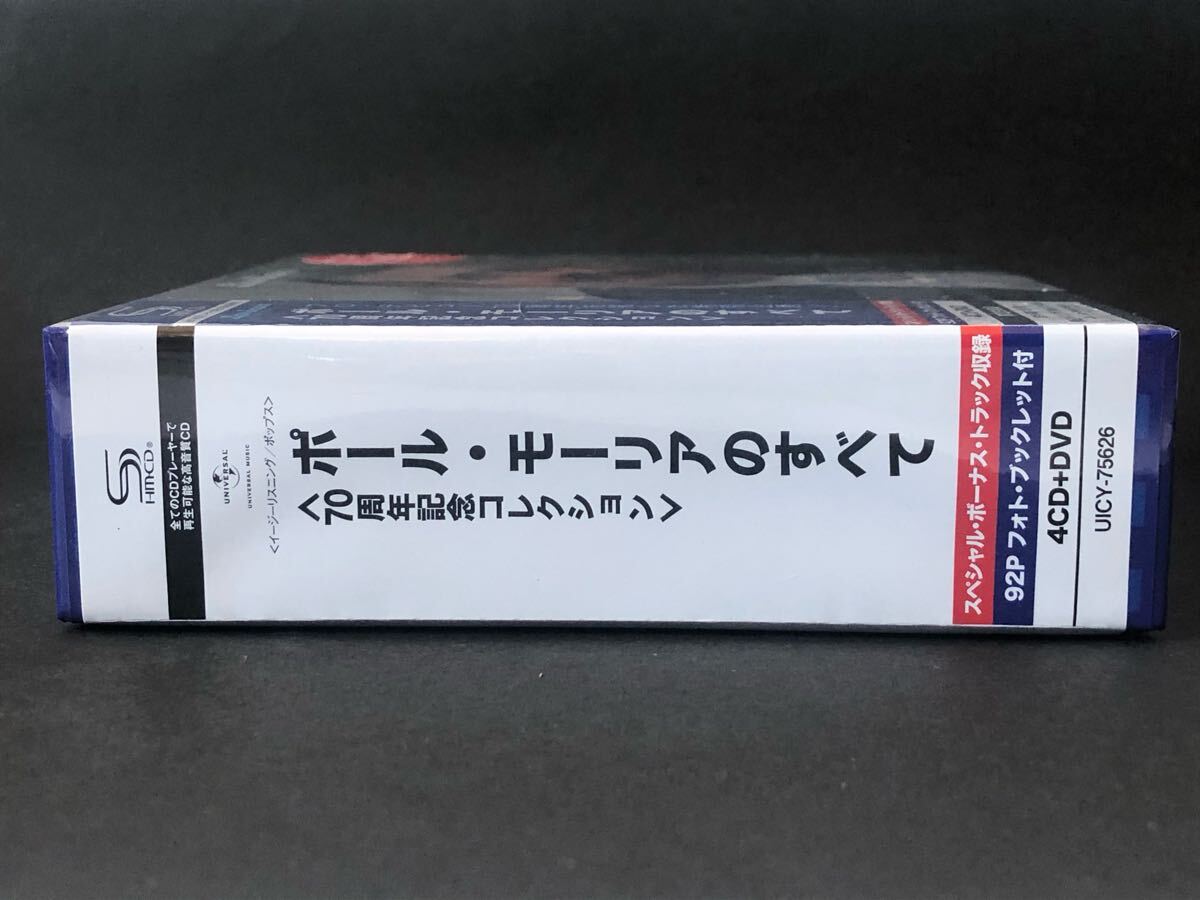 SHM-CD®
全てのCDプレーヤーで
再生可能な高音質CD
UNIVERSAL
UNIVERSAL MUSIC
<イージーリスニング/ポップス>
ポール・モーリアのすべて
<70周年記念コレクション>
スペシャル・ボーナス・トラック収録
92P フォト・ブックレット付
4CD+DVD
UICY-75626